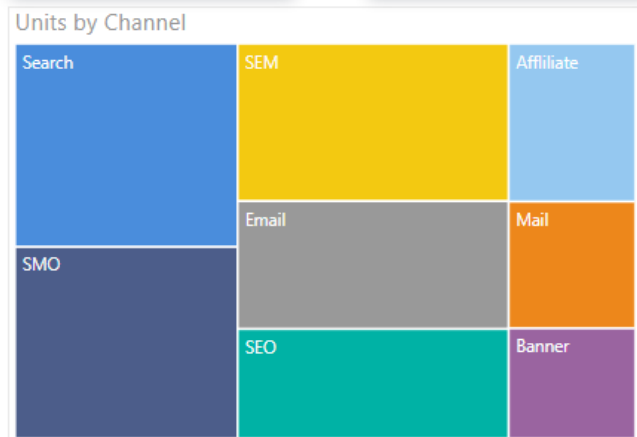 Units by Channel
Search
SEM
Affliliate
Email
Mail
SMO
SEO
Banner